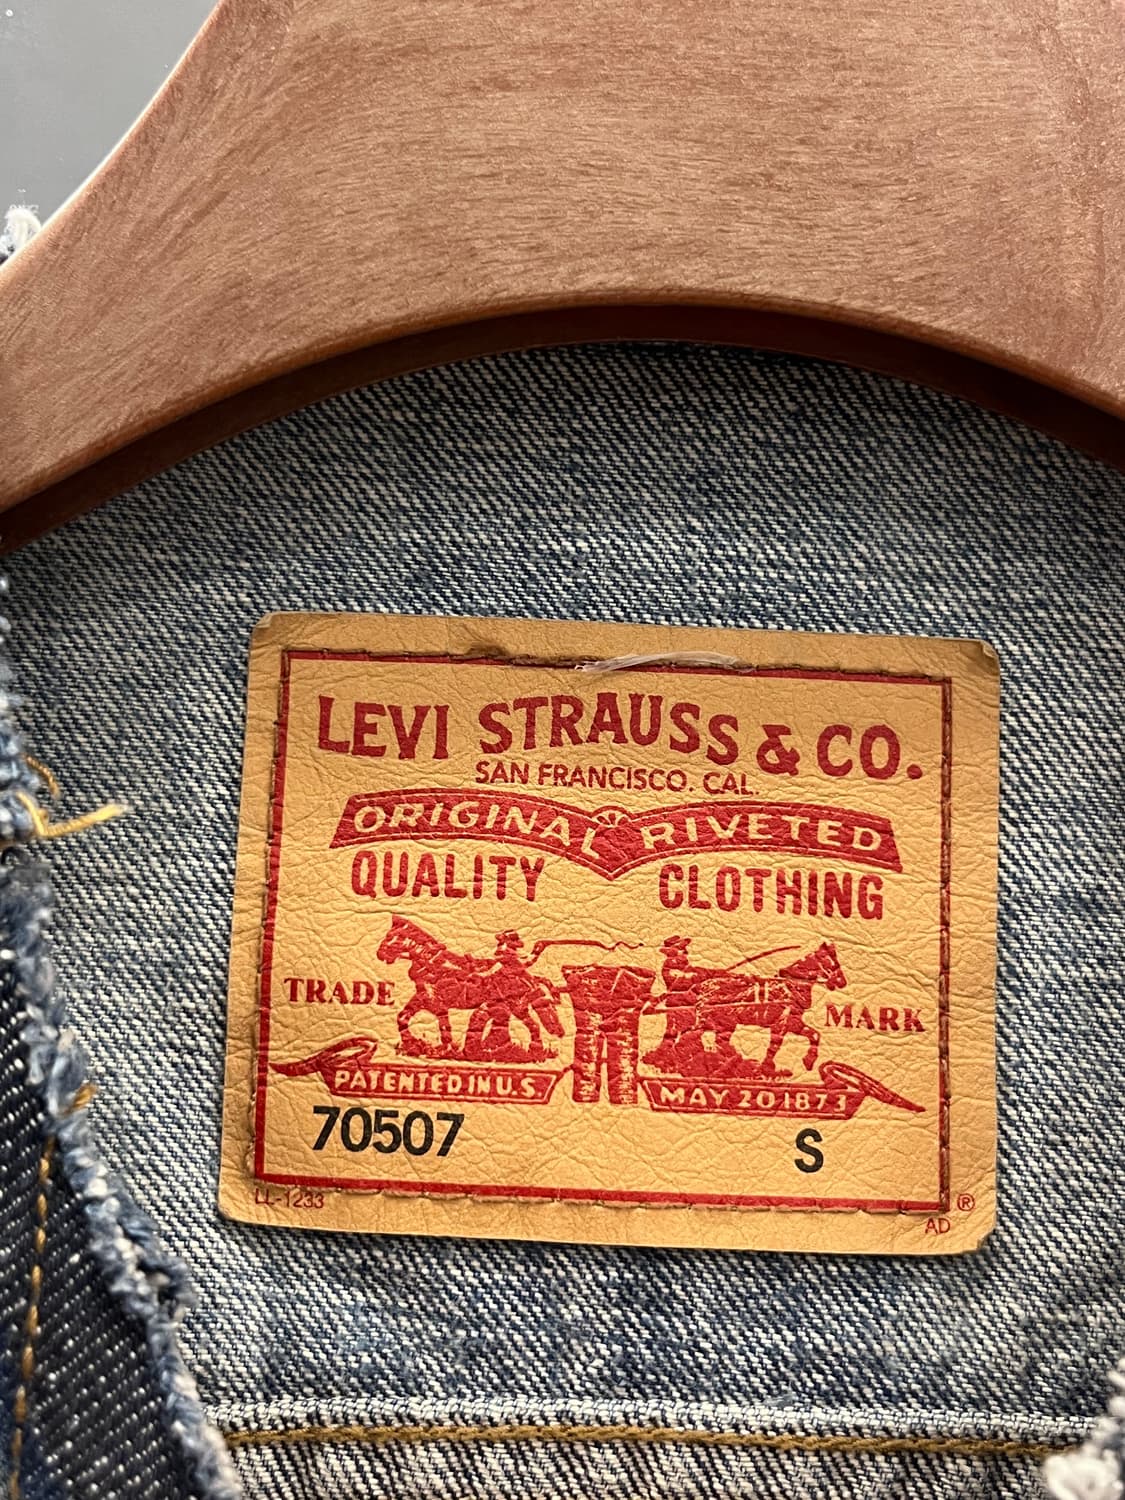 LEVI STRAUSS & CO.
SAN FRANCISCO. CAL.
ORIGINAL RIVETED
QUALITY CLOTHING
TRADE MARK
PATENTED IN U.S. MAY 20 1873
70507 S
LL-1233 ®
AD